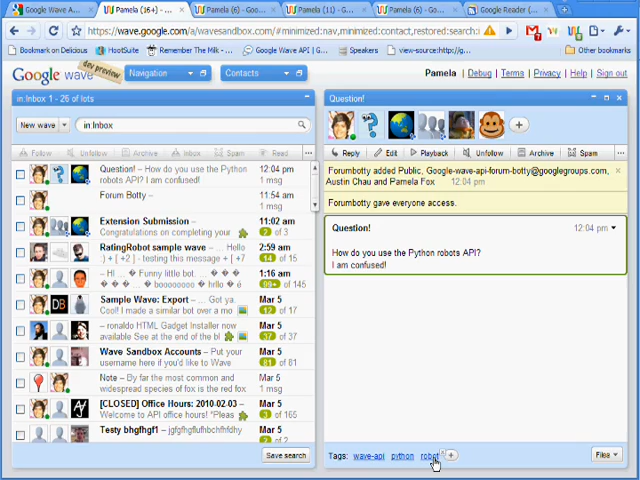 Google Wave A...
Pamela (16+) - ...
Pamela (6) - Goo...
Pamela (11) - G...
Pamela (6) - Goo...
Google Reader (...
https://wave.google.com/a/wavesandbox.com/#minimized:nav,minimized:contact,restored:search:
Bookmark on Delicious
HootSuite
Remember The Milk - ...
Google Wave API | G...
Speakers
view-source:http://g...
Other bookmarks
Google wave
dev preview
Navigation
Contacts
Pamela | Debug | Terms | Privacy | Help | Sign out
in:Inbox 1 - 26 of lots
New wave
in:Inbox
Follow Unfollow Archive Inbox Spam Read
Question! – How do you use the Python 12:04 pm
robots API? I am confused! 1 msg
Forum Botty – 11:54 am
1 msg
Extension Submission – 11:02 am
Congratulations on completing your 2 of 3
RatingRobot sample wave – ... Hello 2:59 am
:) + [ +2 ] - testing this message + [ +7 14 of 15
– HI ... � Funny little bot. ... � � 1:16 am
� � � ... � booooooo � hrllo � é 99+ of 145
Sample Wave: Export – ... Got ya. Mar 5
Cool! I made a similar bot over a mo 12 of 17
– ronaldo HTML Gadget Installer now Mar 5
available See at the end of the bl 37 of 37
Wave Sandbox Accounts – Put your Mar 5
username here if you'd like to Wave 81 of 81
Note – By far the most common and Mar 5
widespread species of fox is the red fox 1 msg
[CLOSED] Office Hours: 2010-02-03 – Mar 5
Welcome to API office hours! "Pleas 3 of 165
Testy bhgfhgf1 – jgfgfhgflufhbchfhfdhy Mar 5
2 of 2
Save search
Question!
Reply Edit Playback Unfollow Archive Spam
Forumbotty added Public, Google-wave-api-forum-botty@googlegroups.com,
Austin Chau and Pamela Fox 12:04 pm
Forumbotty gave everyone access.
Question! 12:04 pm
How do you use the Python robots API?
I am confused!
Tags: wave-api python robot
Files